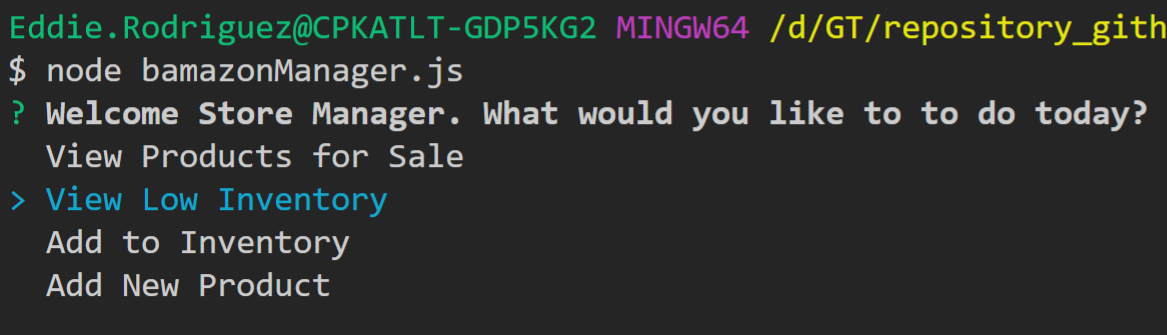 Eddie.Rodriguez@CPKATLT-GDP5KG2 MINGW64 /d/GT/repository_gith
$ node bamazonManager.js
? Welcome Store Manager. What would you like to to do today?
View Products for Sale
> View Low Inventory
Add to Inventory
Add New Product